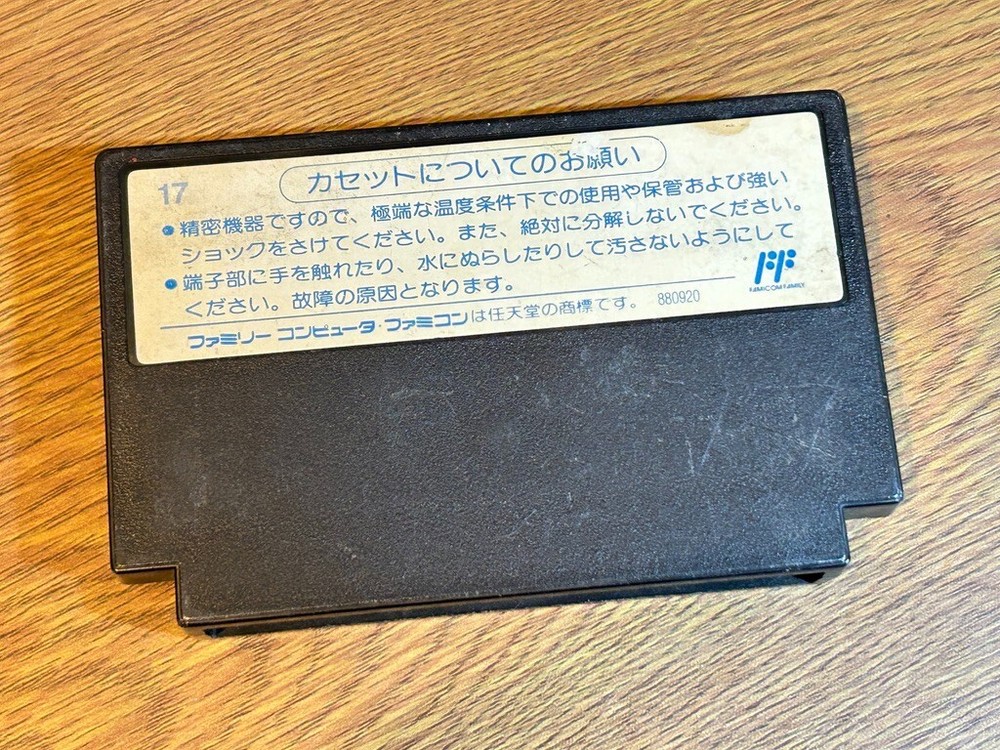 17
カセットについてのお願い
●精密機器ですので、極端な温度条件下での使用や保管および強い
ショックをさけてください。また、絶対に分解しないでください。
●端子部に手を触れたり、水にぬらしたりして汚さないようにして
ください。故障の原因となります。
FF
FAMICOM FAMILY
ファミリー コンピュータ・ファミコンは任天堂の商標です。 880920